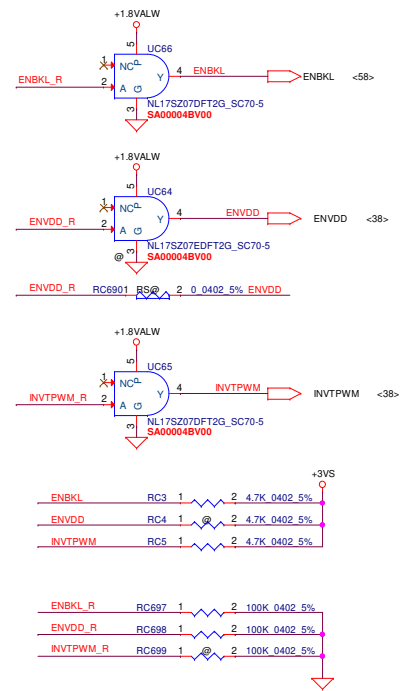 +1.8VALW
UC66
5
1
NC
P
ENBKL_R
2
A
G
Y
4
ENBKL
ENBKL
<58>
3
NL17SZ07DFT2G_SC70-5
SA00004BV00
+1.8VALW
UC64
5
1
NC
P
ENVDD_R
2
A
G
Y
4
ENVDD
ENVDD
<38>
3
NL17SZ07EDFT2G_SC70-5
@
SA00004BV00
ENVDD_R
RC690
1
RS@
2
0_0402_5%
ENVDD
+1.8VALW
UC65
5
1
NC
P
INVTPWM_R
2
A
G
Y
4
INVTPWM
INVTPWM
<38>
3
NL17SZ07DFT2G_SC70-5
SA00004BV00
+3VS
ENBKL RC3 1 2 4.7K_0402_5%
ENVDD RC4 1 @ 2 4.7K_0402_5%
INVTPWM RC5 1 2 4.7K_0402_5%
ENBKL_R RC697 1 2 100K_0402_5%
ENVDD_R RC698 1 2 100K_0402_5%
INVTPWM_R RC699 1 @ 2 100K_0402_5%